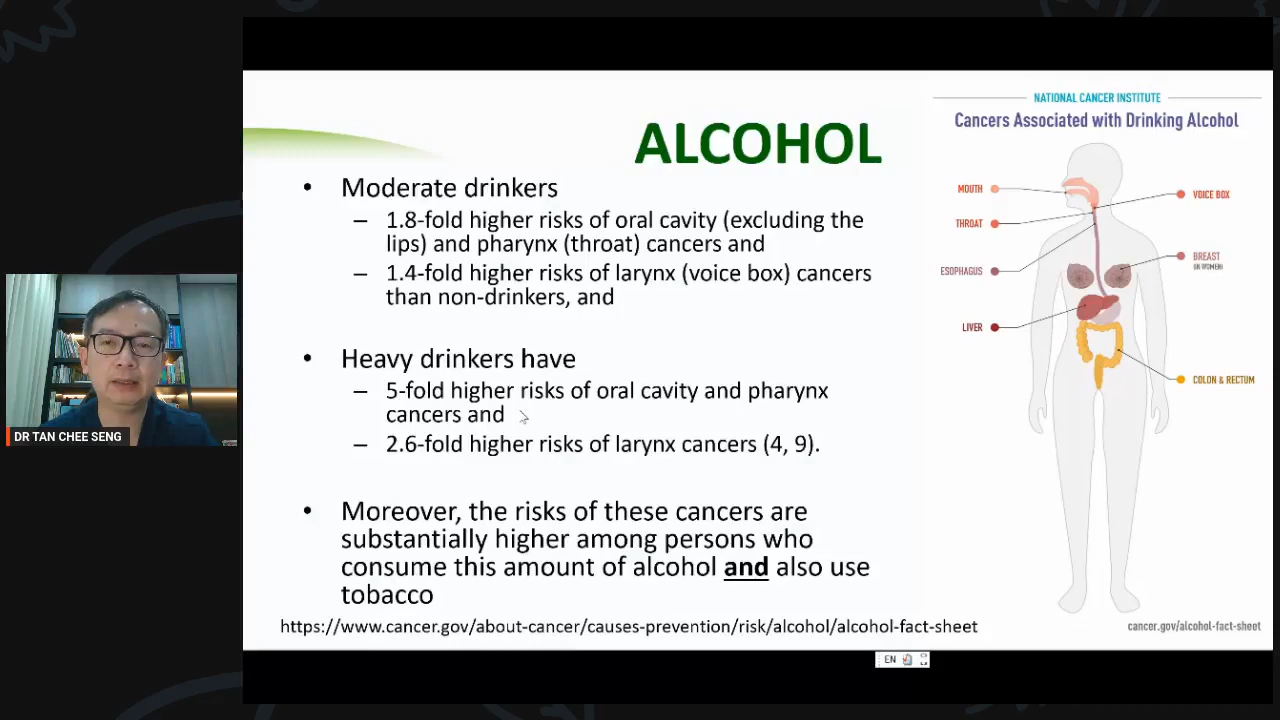 ALCOHOL
• Moderate drinkers
– 1.8-fold higher risks of oral cavity (excluding the
lips) and pharynx (throat) cancers and
– 1.4-fold higher risks of larynx (voice box) cancers
than non-drinkers, and
• Heavy drinkers have
– 5-fold higher risks of oral cavity and pharynx
cancers and
– 2.6-fold higher risks of larynx cancers (4, 9).
• Moreover, the risks of these cancers are
substantially higher among persons who
consume this amount of alcohol and also use
tobacco
https://www.cancer.gov/about-cancer/causes-prevention/risk/alcohol/alcohol-fact-sheet
NATIONAL CANCER INSTITUTE
Cancers Associated with Drinking Alcohol
MOUTH
VOICE BOX
THROAT
BREAST
(IN WOMEN)
ESOPHAGUS
LIVER
COLON & RECTUM
cancer.gov/alcohol-fact-sheet
DR TAN CHEE SENG
EN